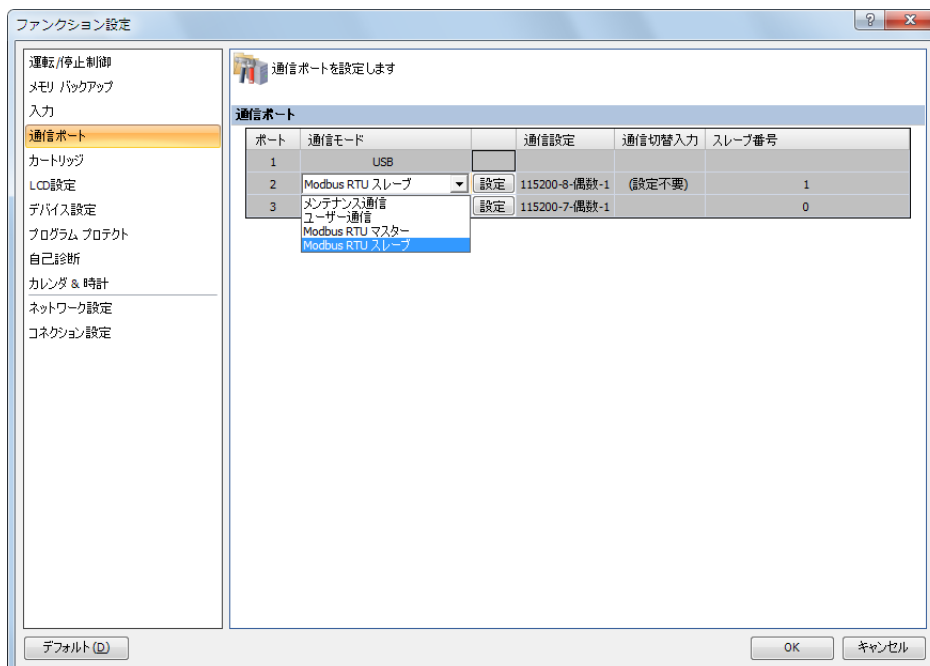 ファンクション設定
運転/停止制御
メモリ バックアップ
入力
通信ポート
カートリッジ
LCD設定
デバイス設定
プログラム プロテクト
自己診断
カレンダ & 時計
ネットワーク設定
コネクション設定
通信ポートを設定します
通信ポート
ポート 通信モード 通信設定 通信切替入力 スレーブ番号
1 USB
2 Modbus RTU スレーブ 設定 115200-8-偶数-1 (設定不要) 1
3 設定 115200-7-偶数-1 0
メンテナンス通信
ユーザー通信
Modbus RTU マスター
Modbus RTU スレーブ
デフォルト(D) OK キャンセル